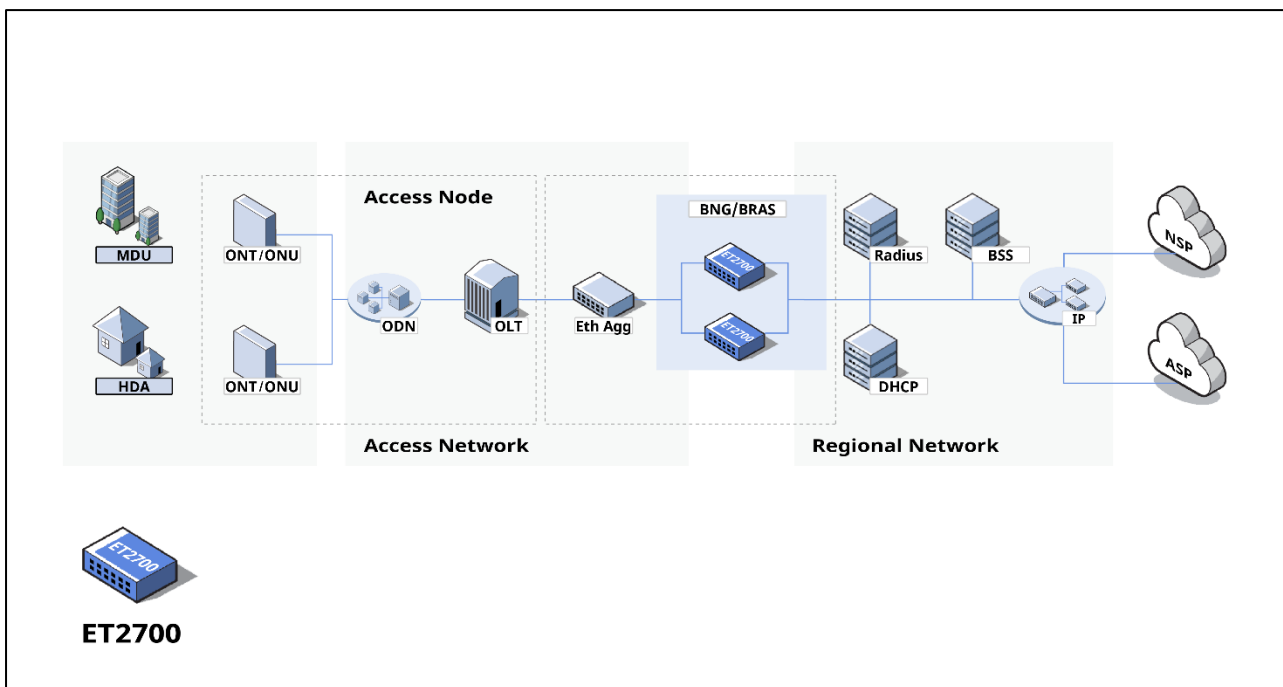 Access Node
BNG/BRAS
MDU
ONT/ONU
ET2700
Radius
BSS
NSP
ODN
OLT
Eth Agg
ET2700
IP
HDA
ONT/ONU
DHCP
ASP
Access Network
Regional Network
ET2700
ET2700